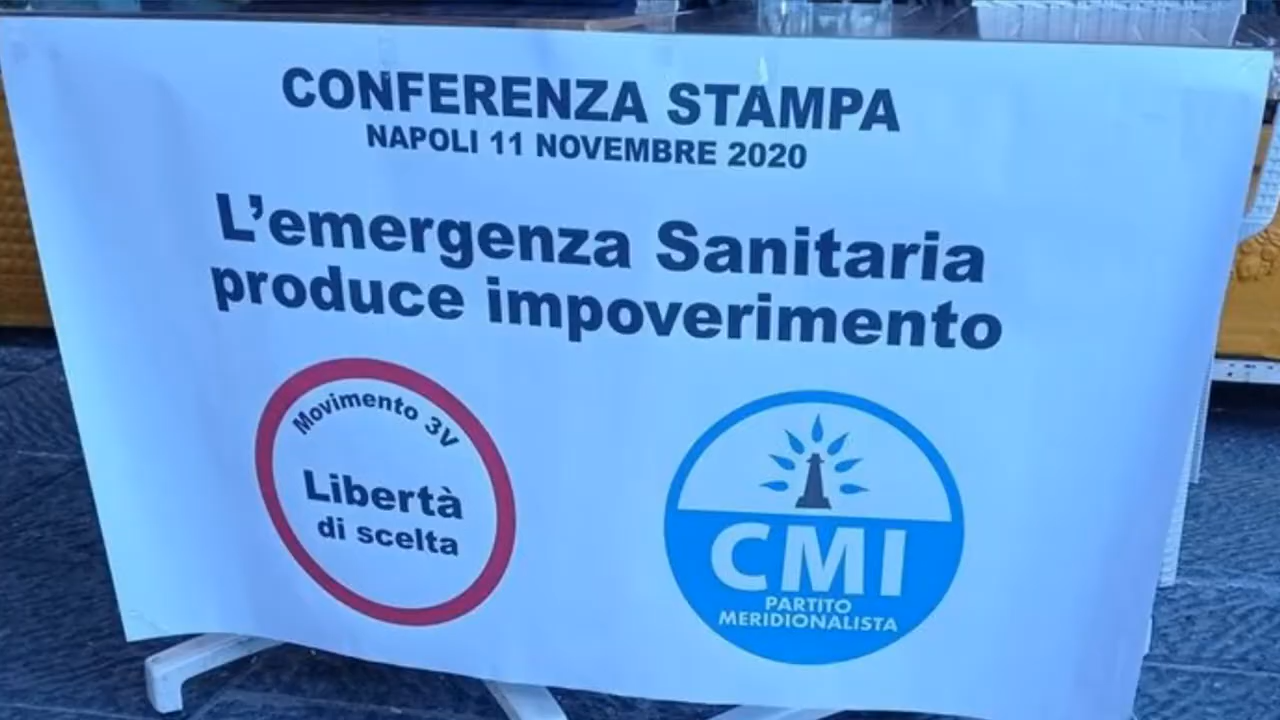 CONFERENZA STAMPA
NAPOLI 11 NOVEMBRE 2020
L'emergenza Sanitaria
produce impoverimento
Movimento 3V
Libertà
di scelta
CMI
PARTITO
MERIDIONALISTA